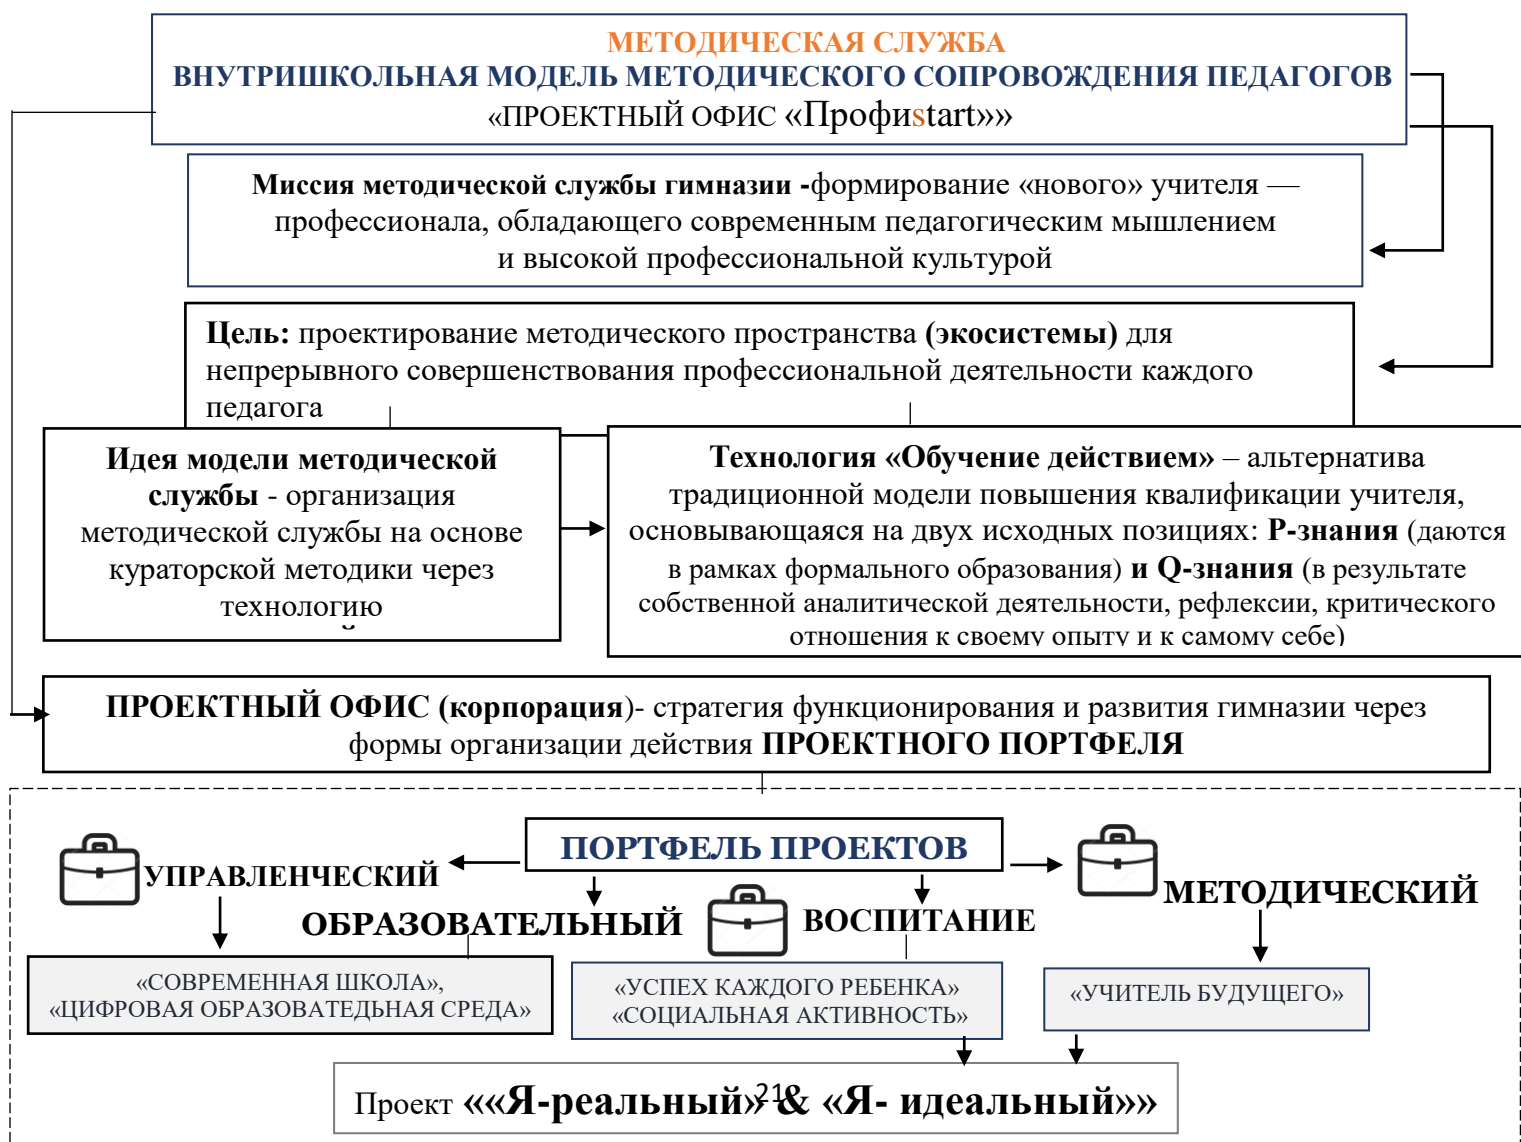 МЕТОДИЧЕСКАЯ СЛУЖБА
ВНУТРИШКОЛЬНАЯ МОДЕЛЬ МЕТОДИЧЕСКОГО СОПРОВОЖДЕНИЯ ПЕДАГОГОВ
«ПРОЕКТНЫЙ ОФИС «Профиstart»»
Миссия методической службы гимназии -формирование «нового» учителя —
профессионала, обладающего современным педагогическим мышлением
и высокой профессиональной культурой
Цель: проектирование методического пространства (экосистемы) для
непрерывного совершенствования профессиональной деятельности каждого
педагога
Идея модели методической
службы - организация
методической службы на основе
кураторской методики через
технологию
Технология «Обучение действием» – альтернатива
традиционной модели повышения квалификации учителя,
основывающаяся на двух исходных позициях: Р-знания (даются
в рамках формального образования) и Q-знания (в результате
собственной аналитической деятельности, рефлексии, критического
отношения к своему опыту и к самому себе)
ПРОЕКТНЫЙ ОФИС (корпорация)- стратегия функционирования и развития гимназии через
формы организации действия ПРОЕКТНОГО ПОРТФЕЛЯ
ПОРТФЕЛЬ ПРОЕКТОВ
УПРАВЛЕНЧЕСКИЙ
ОБРАЗОВАТЕЛЬНЫЙ
ВОСПИТАНИЕ
МЕТОДИЧЕСКИЙ
«СОВРЕМЕННАЯ ШКОЛА»,
«ЦИФРОВАЯ ОБРАЗОВАТЕДЬНАЯ СРЕДА»
«УСПЕХ КАЖДОГО РЕБЕНКА»
«СОЦИАЛЬНАЯ АКТИВНОСТЬ»
«УЧИТЕЛЬ БУДУЩЕГО»
Проект ««Я-реальный» & «Я- идеальный»»
21